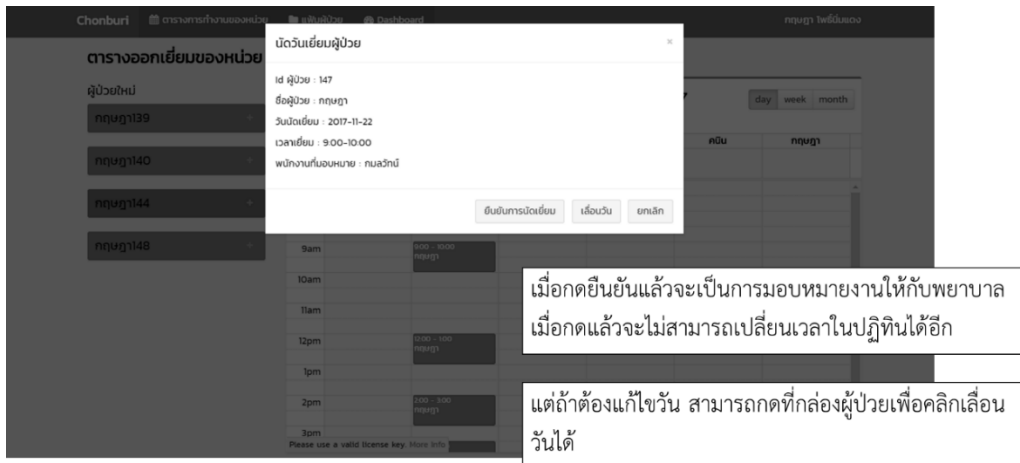 Chonburi ตารางการทำงานของหน่วย แฟ้มผู้ป่วย Dashboard กฤษฎา โพธิ์นิ่มแดง
ตารางออกเยี่ยมของหน่วย
ผู้ป่วยใหม่
กฤษฎา139
กฤษฎา140
กฤษฎา144
กฤษฎา148
นัดวันเยี่ยมผู้ป่วย ×
Id ผู้ป่วย : 147
ชื่อผู้ป่วย : กฤษฎา
วันนัดเยี่ยม : 2017-11-22
เวลาเยี่ยม : 9:00-10:00
พนักงานที่มอบหมาย : กมลวัทน์
ยืนยันการนัดเยี่ยม เลื่อนวัน ยกเลิก
7 day week month
คนิน กฤษฎา
9am 9:00 - 10:00
กฤษฎา
10am
11am
12pm 12:00 - 1:00
กฤษฎา
1pm
2pm 2:00 - 3:00
กฤษฎา
3pm
Please use a valid license key. More Info
เมื่อกดยืนยันแล้วจะเป็นการมอบหมายงานให้กับพยาบาล
เมื่อกดแล้วจะไม่สามารถเปลี่ยนเวลาในปฏิทินได้อีก
แต่ถ้าต้องแก้ไขวัน สามารถกดที่กล่องผู้ป่วยเพื่อคลิกเลื่อน
วันได้